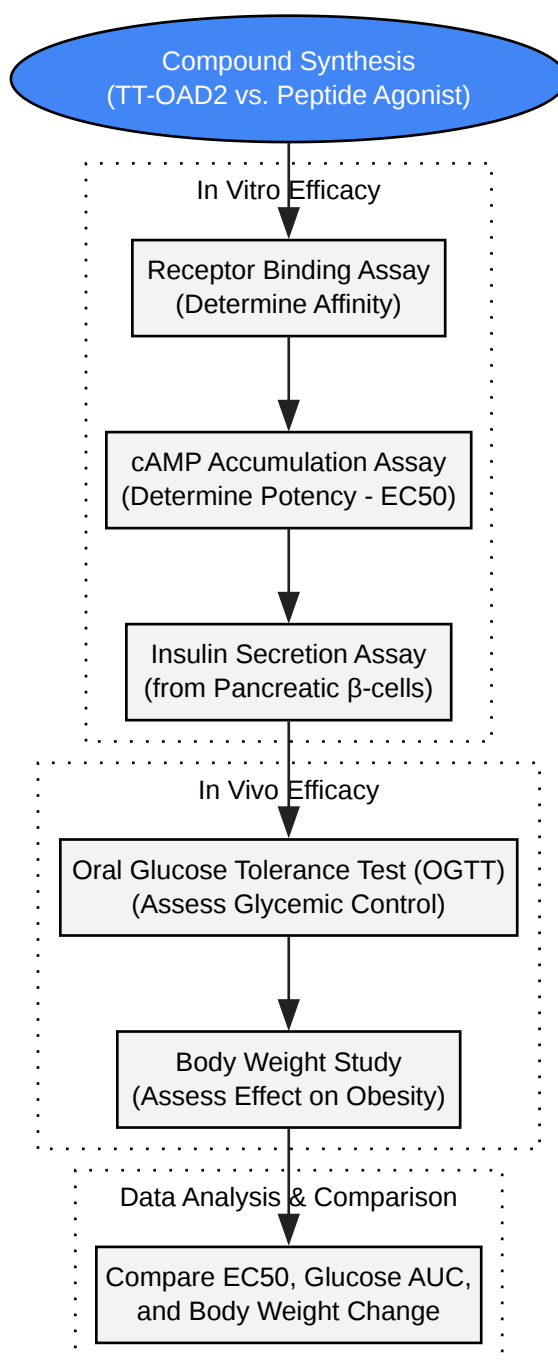 Compound Synthesis
(TT-OAD2 vs. Peptide Agonist)
In Vitro Efficacy
Receptor Binding Assay
(Determine Affinity)
cAMP Accumulation Assay
(Determine Potency - EC50)
Insulin Secretion Assay
(from Pancreatic β-cells)
In Vivo Efficacy
Oral Glucose Tolerance Test (OGTT)
(Assess Glycemic Control)
Body Weight Study
(Assess Effect on Obesity)
Data Analysis & Comparison
Compare EC50, Glucose AUC,
and Body Weight Change